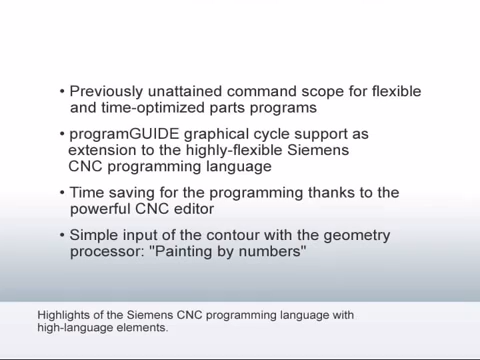 • Previously unattained command scope for flexible
and time-optimized parts programs
• programGUIDE graphical cycle support as
extension to the highly-flexible Siemens
CNC programming language
• Time saving for the programming thanks to the
powerful CNC editor
• Simple input of the contour with the geometry
processor: "Painting by numbers"
Highlights of the Siemens CNC programming language with
high-language elements.